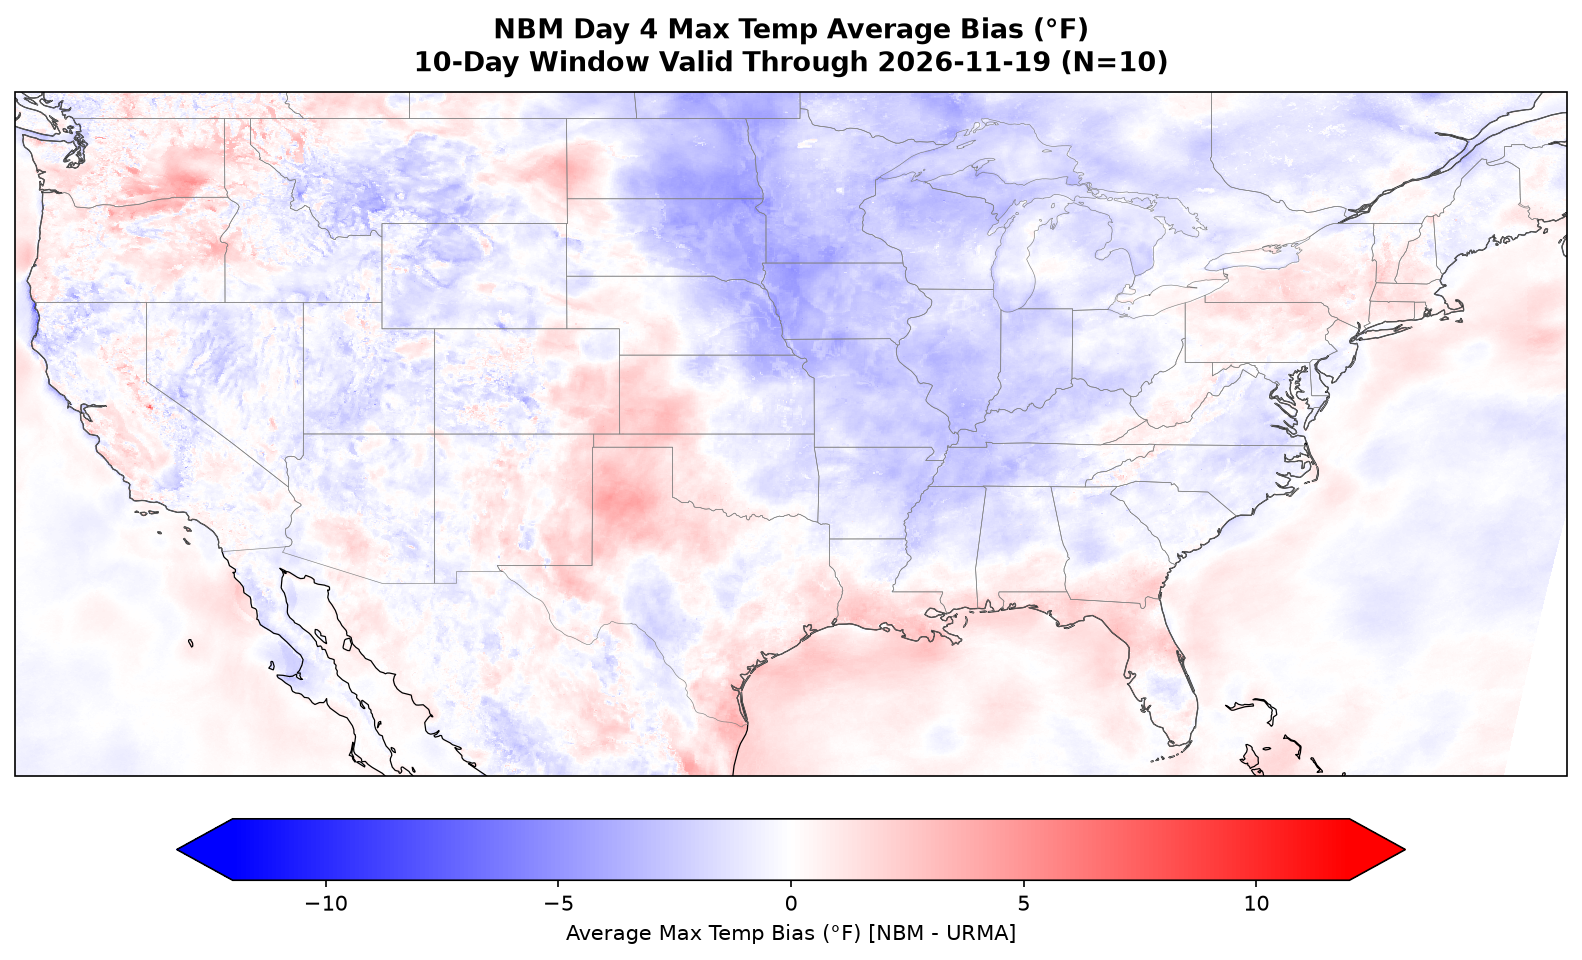 NBM Day 4 Max Temp Average Bias (°F)
10-Day Window Valid Through 2026-11-19 (N=10)
−10 −5 0 5 10
Average Max Temp Bias (°F) [NBM - URMA]